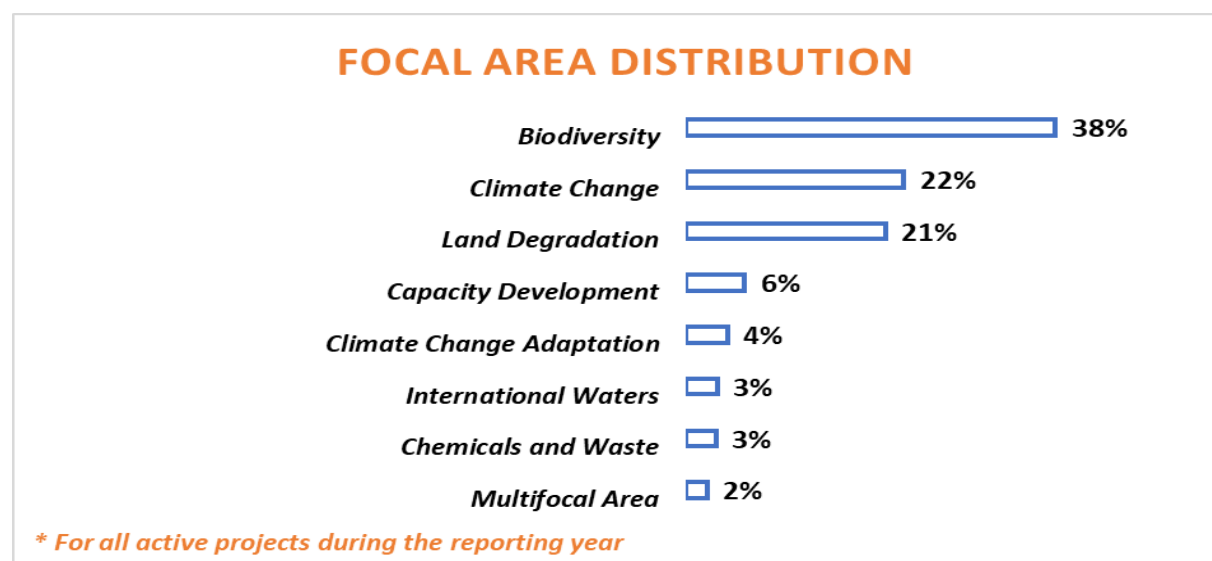 FOCAL AREA DISTRIBUTION
Biodiversity 38%
Climate Change 22%
Land Degradation 21%
Capacity Development 6%
Climate Change Adaptation 4%
International Waters 3%
Chemicals and Waste 3%
Multifocal Area 2%
* For all active projects during the reporting year